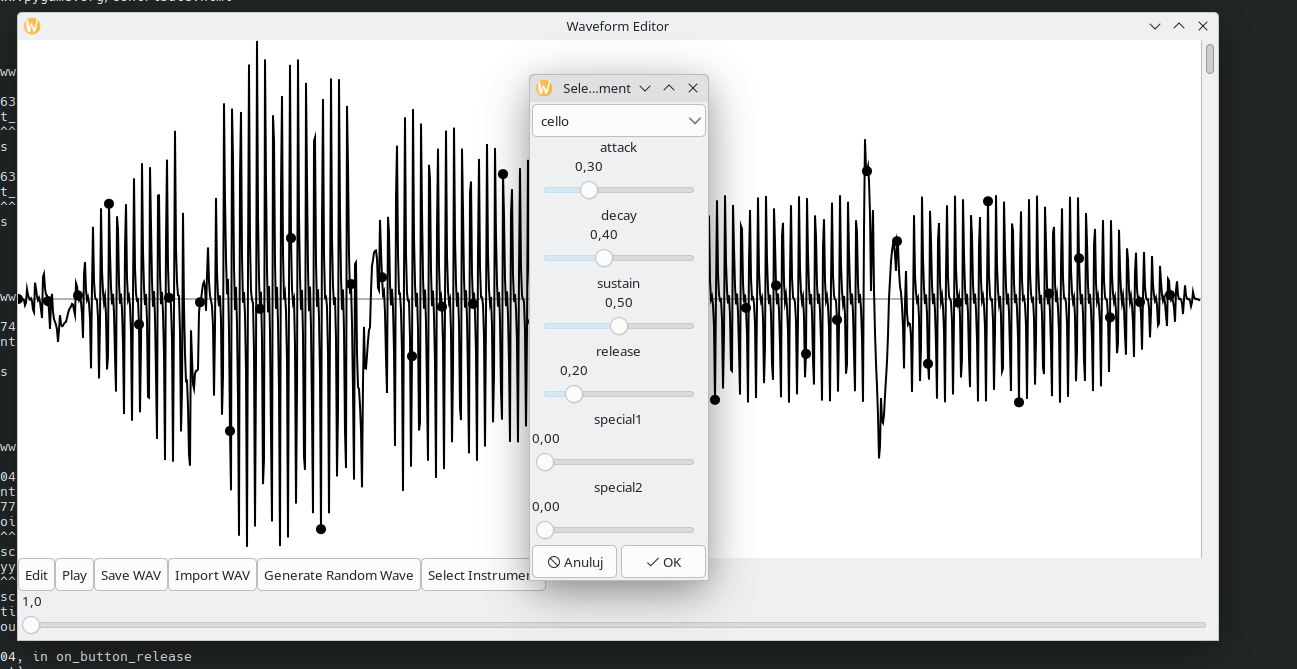 Waveform Editor
Sele...ment
cello
attack
0,30
decay
0,40
sustain
0,50
release
0,20
special1
0,00
special2
0,00
Anuluj
OK
Edit
Play
Save WAV
Import WAV
Generate Random Wave
Select Instrumen
1,0
ww
63
t_
^^
s
63
t_
^^
s
ww
74
nt
s
ww
04
nt
77
oi
^^
sc
yy
^^
sc
ti
ou
04, in on_button_release